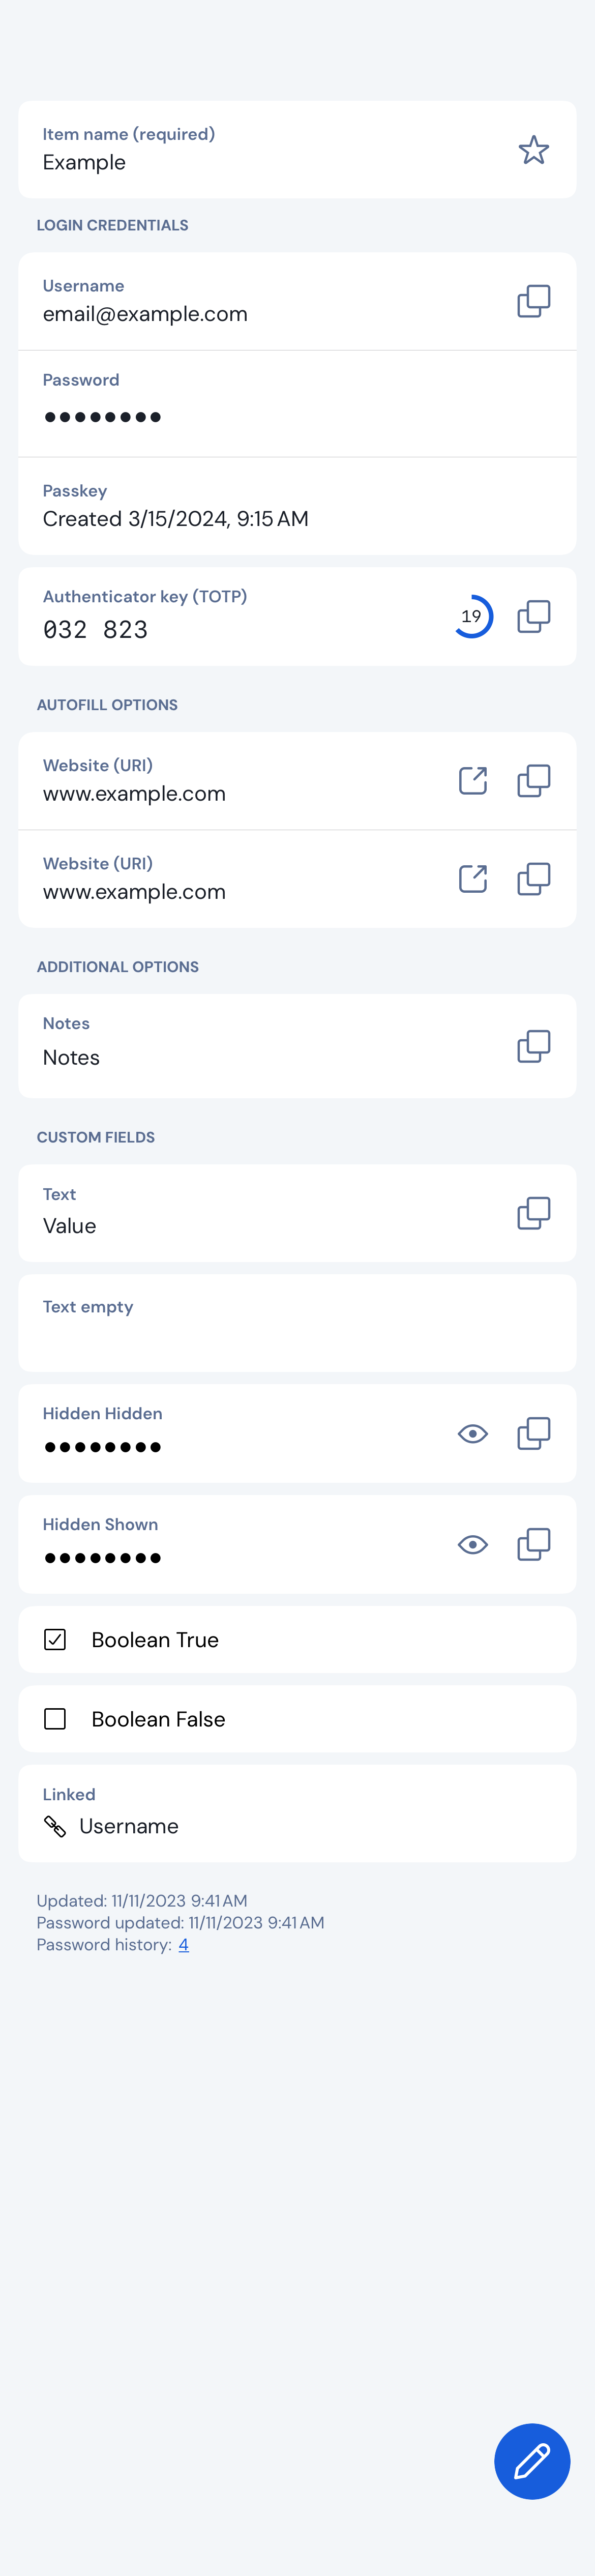 Item name (required)
Example
LOGIN CREDENTIALS
Username
email@example.com
Password
••••••••
Passkey
Created 3/15/2024, 9:15 AM
Authenticator key (TOTP)
032 823
19
AUTOFILL OPTIONS
Website (URI)
www.example.com
Website (URI)
www.example.com
ADDITIONAL OPTIONS
Notes
Notes
CUSTOM FIELDS
Text
Value
Text empty
Hidden Hidden
••••••••
Hidden Shown
••••••••
Boolean True
Boolean False
Linked
Username
Updated: 11/11/2023 9:41 AM
Password updated: 11/11/2023 9:41 AM
Password history: 4